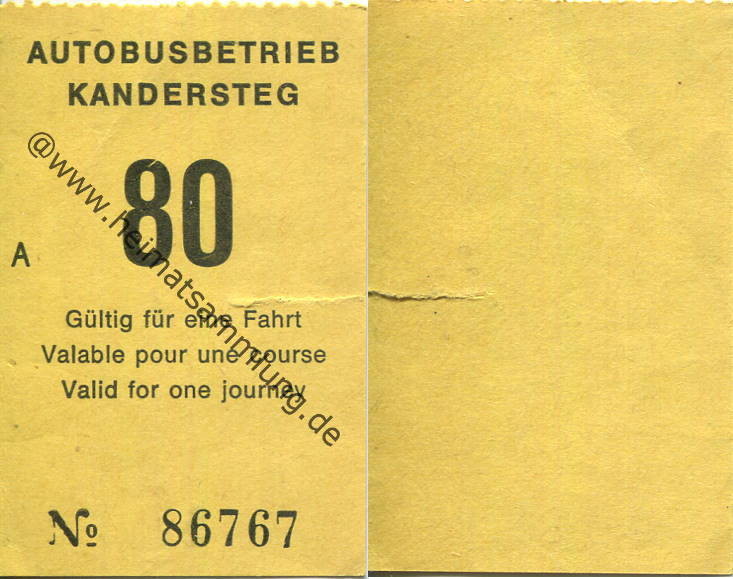 AUTOBUSBETRIEB
KANDERSTEG
80
A
Gültig für eine Fahrt
Valable pour une course
Valid for one journey
№ 86767
@www.heimatsammlung.de